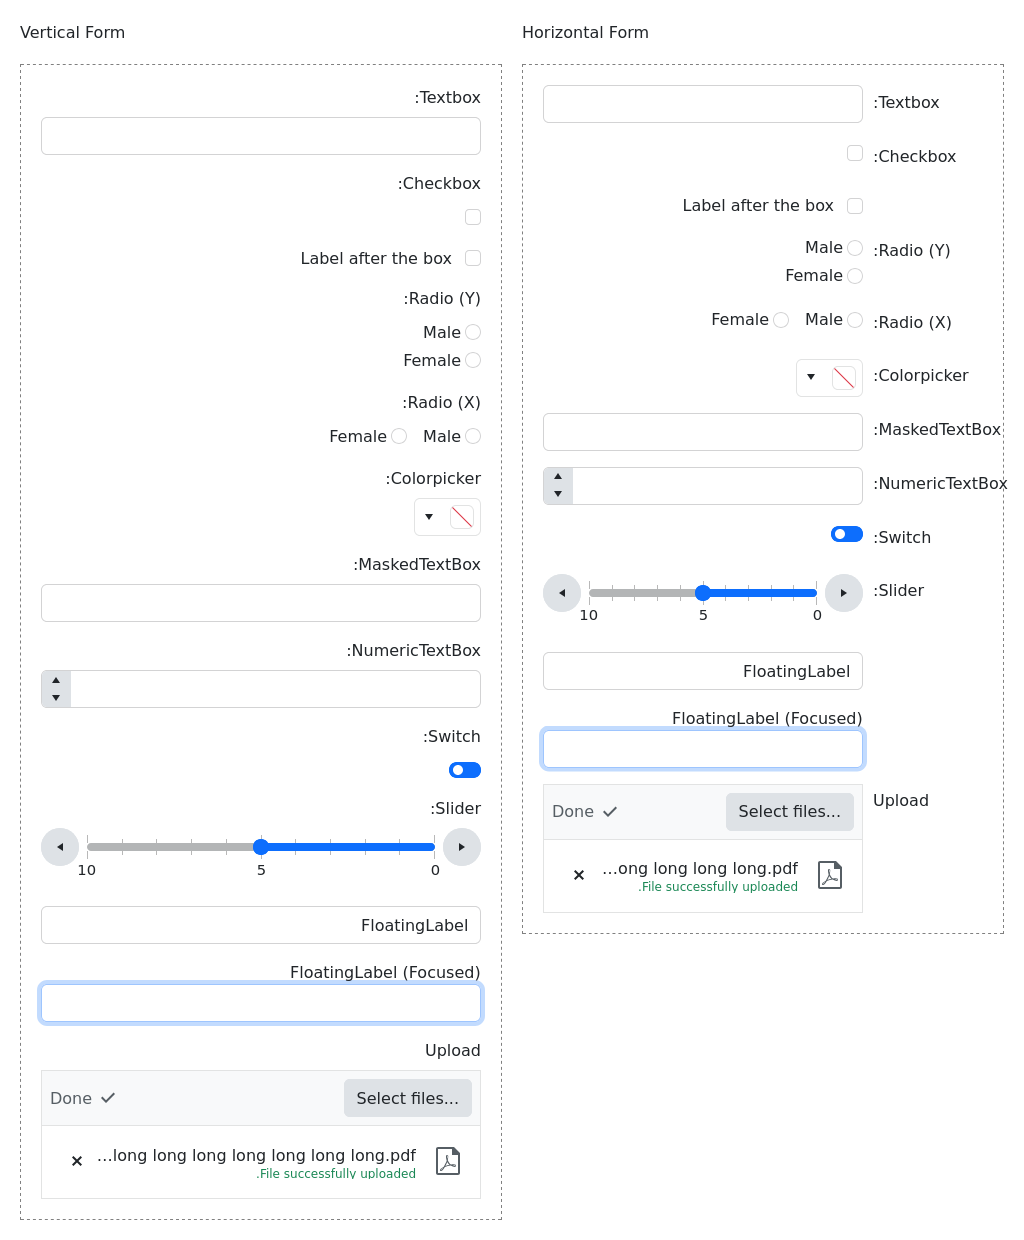 Vertical Form
:Textbox
:Checkbox
Label after the box
:Radio (Y)
Male
Female
:Radio (X)
Female Male
:Colorpicker
:MaskedTextBox
:NumericTextBox
:Switch
:Slider
10 5 0
FloatingLabel
FloatingLabel (Focused)
Upload
Done Select files...
...long long long long long long long.pdf
.File successfully uploaded
Horizontal Form
:Textbox
:Checkbox
Label after the box
Male :Radio (Y)
Female
Female Male :Radio (X)
:Colorpicker
:MaskedTextBox
:NumericTextBox
:Switch
:Slider
10 5 0
FloatingLabel
FloatingLabel (Focused)
Upload
Done Select files...
...ong long long long.pdf
.File successfully uploaded